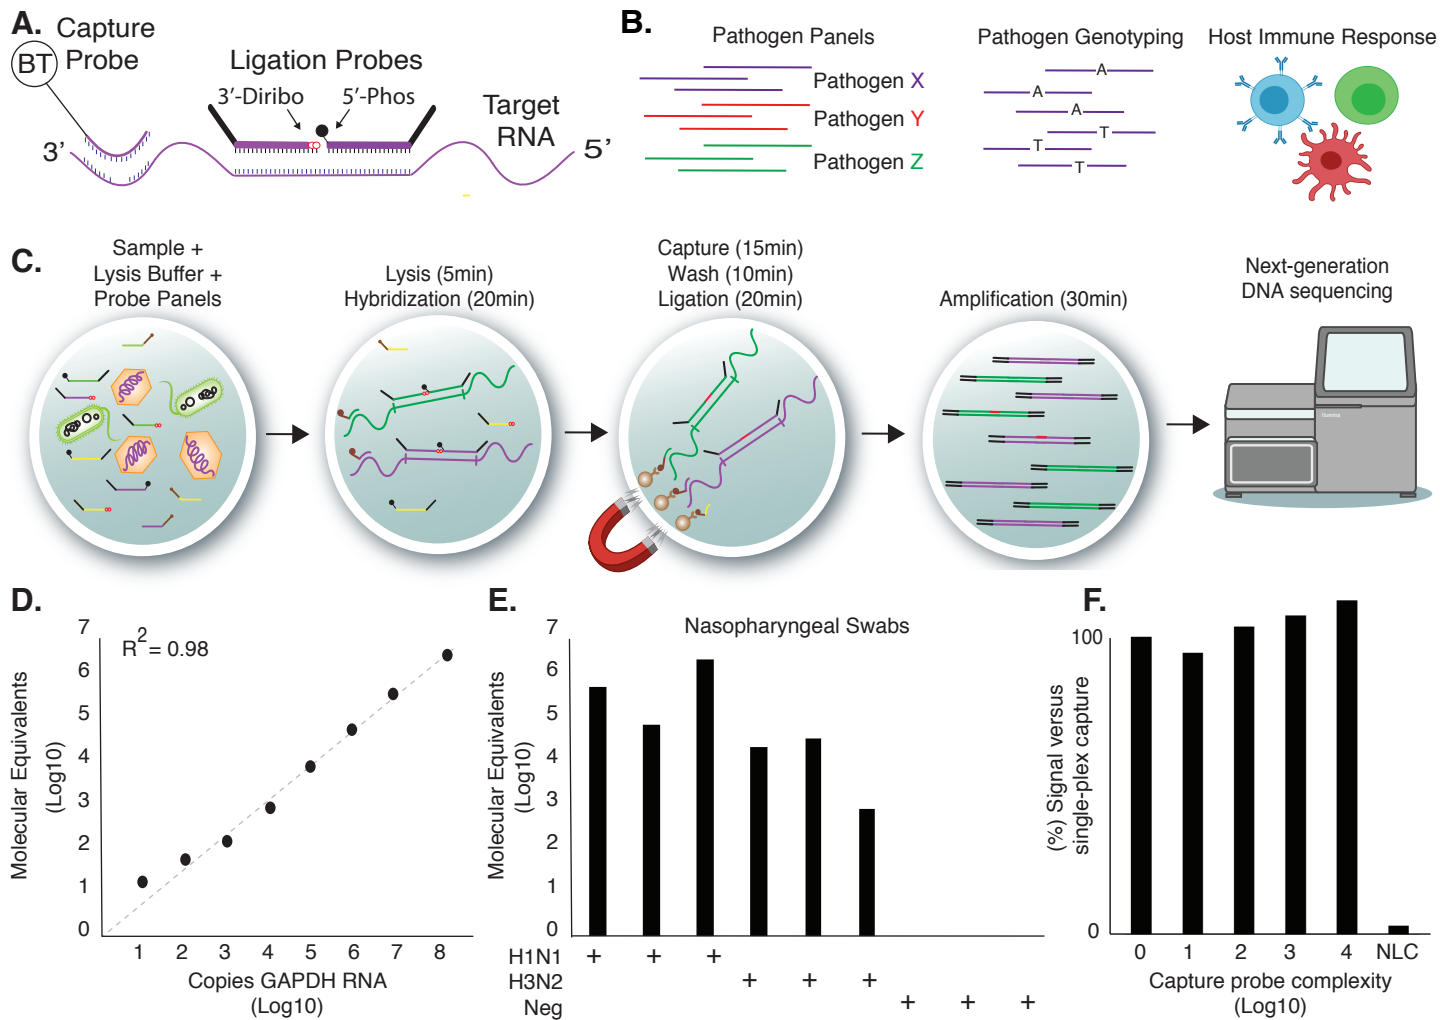 A.
Capture
Probe
BT
Ligation Probes
3'-Diribo
5'-Phos
Target
RNA
3'
5'
B.
Pathogen Panels
Pathogen X
Pathogen Y
Pathogen Z
Pathogen Genotyping
A
A
A
T
T
T
Host Immune Response
C.
Sample +
Lysis Buffer +
Probe Panels
Lysis (5min)
Hybridization (20min)
Capture (15min)
Wash (10min)
Ligation (20min)
Amplification (30min)
Next-generation
DNA sequencing
illumina
D.
R2 = 0.98
Molecular Equivalents
(Log10)
7
6
5
4
3
2
1
0
1 2 3 4 5 6 7 8
Copies GAPDH RNA
(Log10)
E.
Nasopharyngeal Swabs
Molecular Equivalents
(Log10)
7
6
5
4
3
2
1
0
H1N1 + + +
H3N2 + + +
Neg + + +
F.
(%) Signal versus
single-plex capture
100
0
0 1 2 3 4 NLC
Capture probe complexity
(Log10)